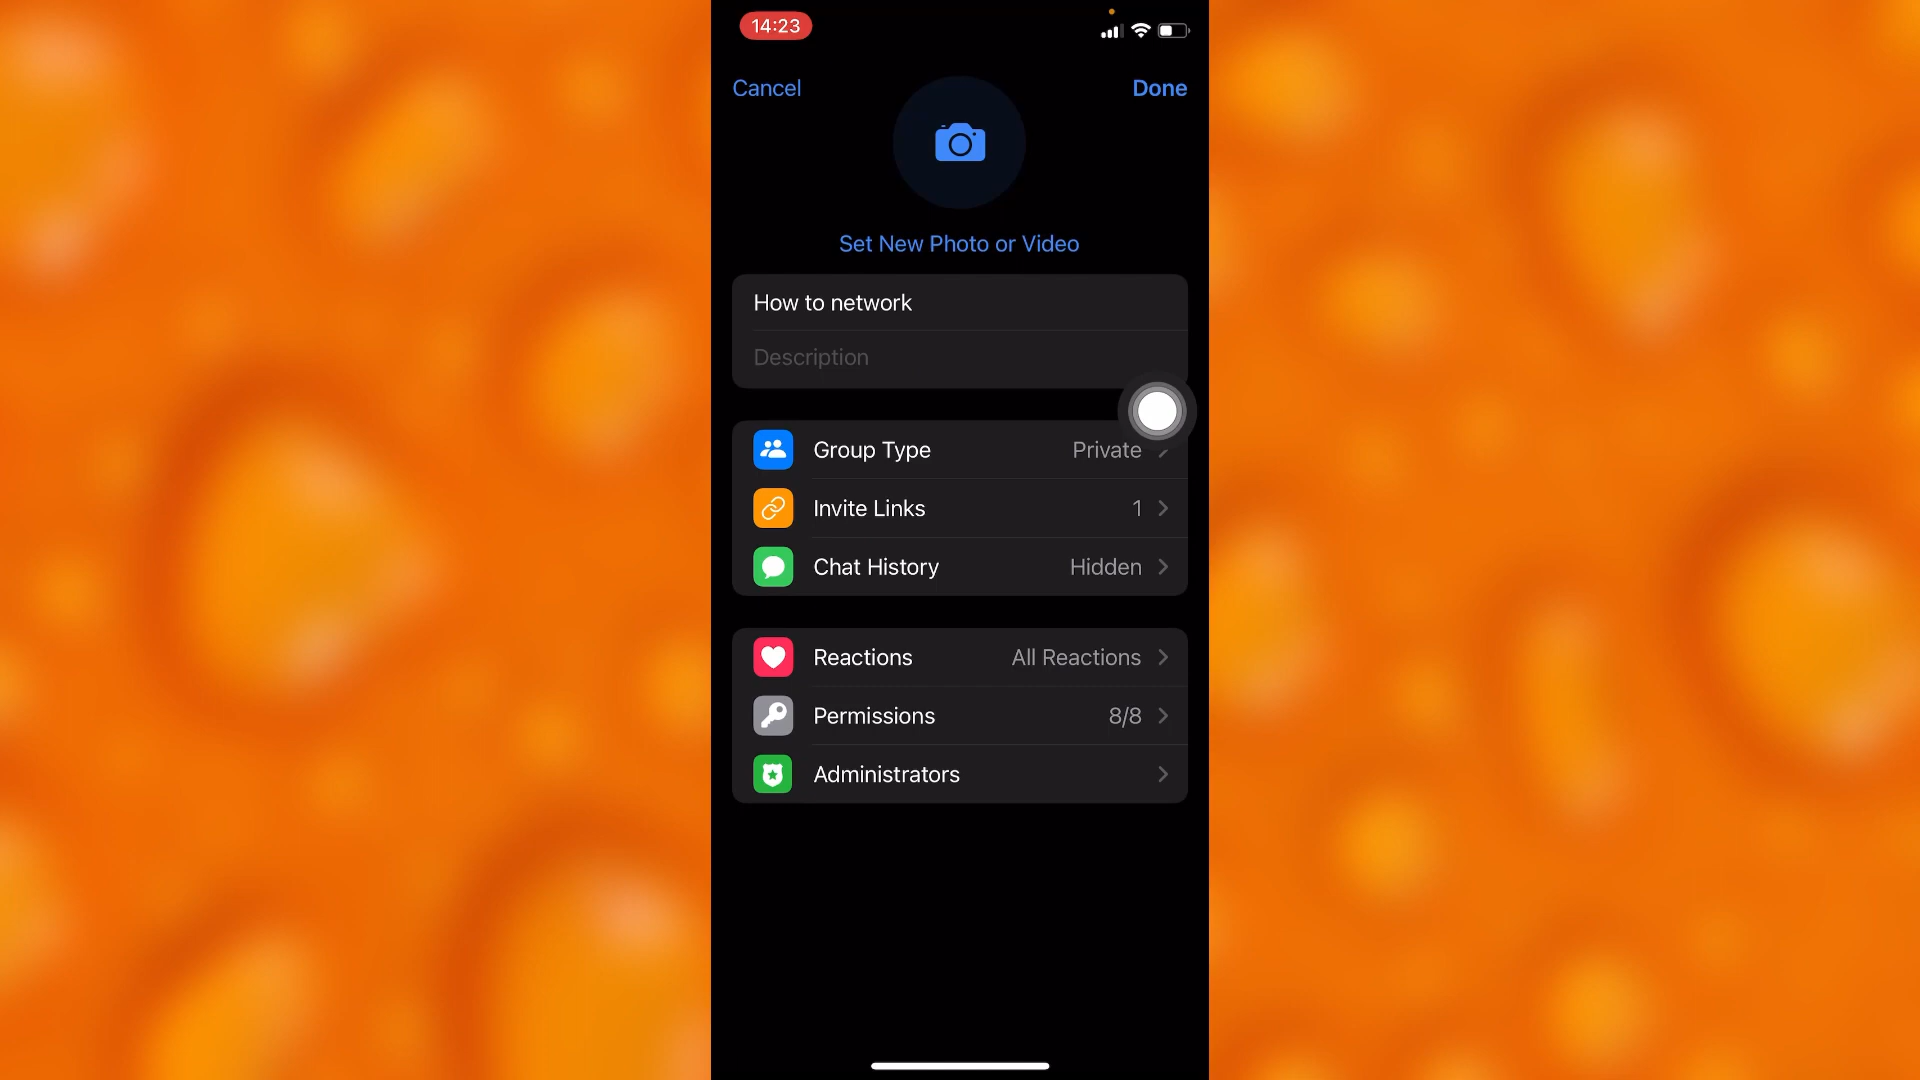 14:23
Cancel
Done
Set New Photo or Video
How to network
Description
Group Type Private
Invite Links 1
Chat History Hidden
Reactions All Reactions
Permissions 8/8
Administrators